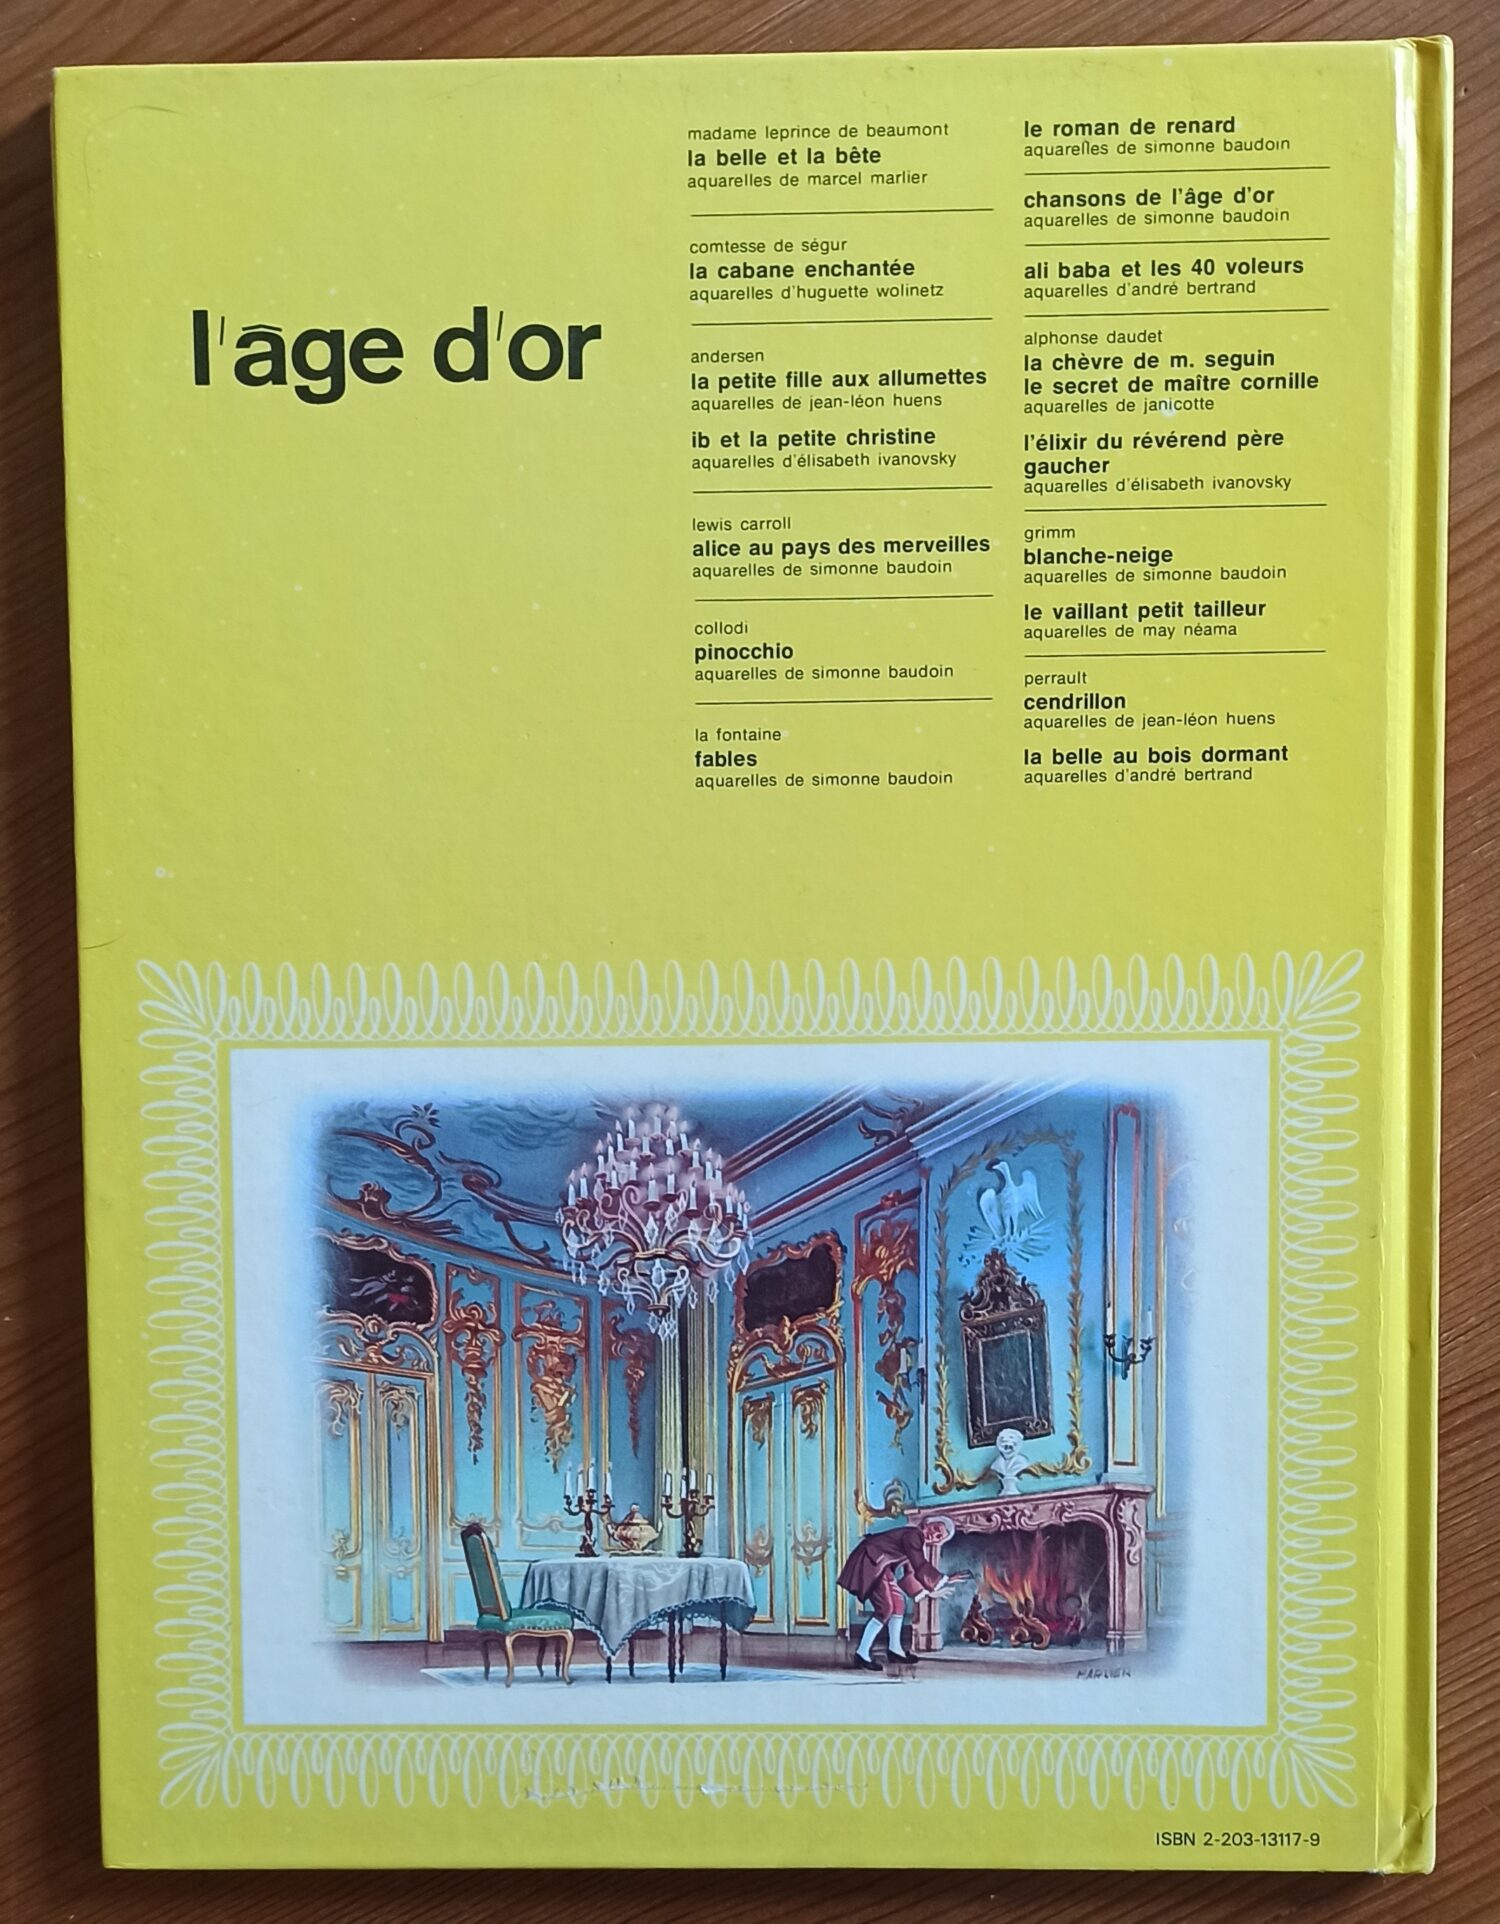 l'âge d'or
madame leprince de beaumont
la belle et la bête
aquarelles de marcel marlier
comtesse de ségur
la cabane enchantée
aquarelles d'huguette wolinetz
andersen
la petite fille aux allumettes
aquarelles de jean-léon huens
ib et la petite christine
aquarelles d'élisabeth ivanovsky
lewis carroll
alice au pays des merveilles
aquarelles de simonne baudoin
collodi
pinocchio
aquarelles de simonne baudoin
la fontaine
fables
aquarelles de simonne baudoin
le roman de renard
aquarelles de simonne baudoin
chansons de l'âge d'or
aquarelles de simonne baudoin
ali baba et les 40 voleurs
aquarelles d'andré bertrand
alphonse daudet
la chèvre de m. seguin
le secret de maître cornille
aquarelles de janicotte
l'élixir du révérend père
gaucher
aquarelles d'élisabeth ivanovsky
grimm
blanche-neige
aquarelles de simonne baudoin
le vaillant petit tailleur
aquarelles de may néama
perrault
cendrillon
aquarelles de jean-léon huens
la belle au bois dormant
aquarelles d'andré bertrand
MARLIER
ISBN 2-203-13117-9